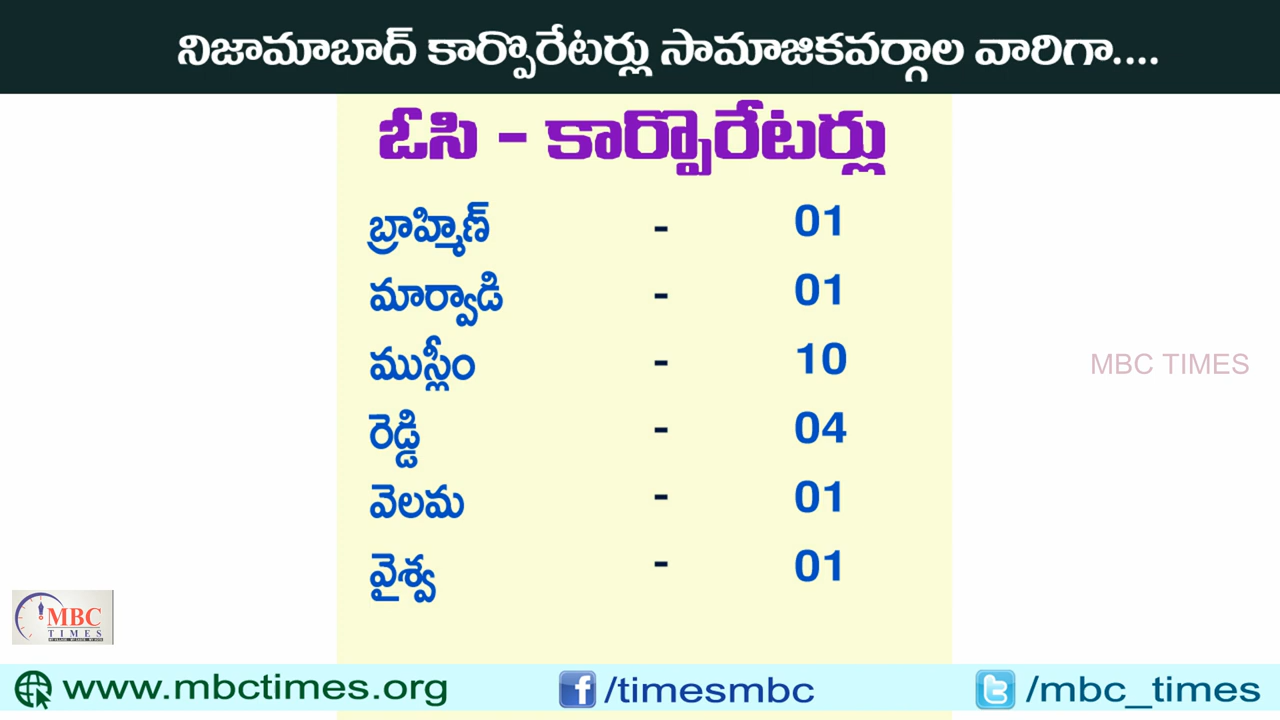 నిజామాబాద్ కార్పొరేటర్లు సామాజికవర్గాల వారిగా....
ఓసి - కార్పొరేటర్లు
బ్రాహ్మిణ్ - 01
మార్వాడి - 01
ముస్లీం - 10
రెడ్డి - 04
వెలమ - 01
వైశ్వ - 01
MBC TIMES
MBC
TIMES
www.mbctimes.org
/timesmbc
/mbc_times